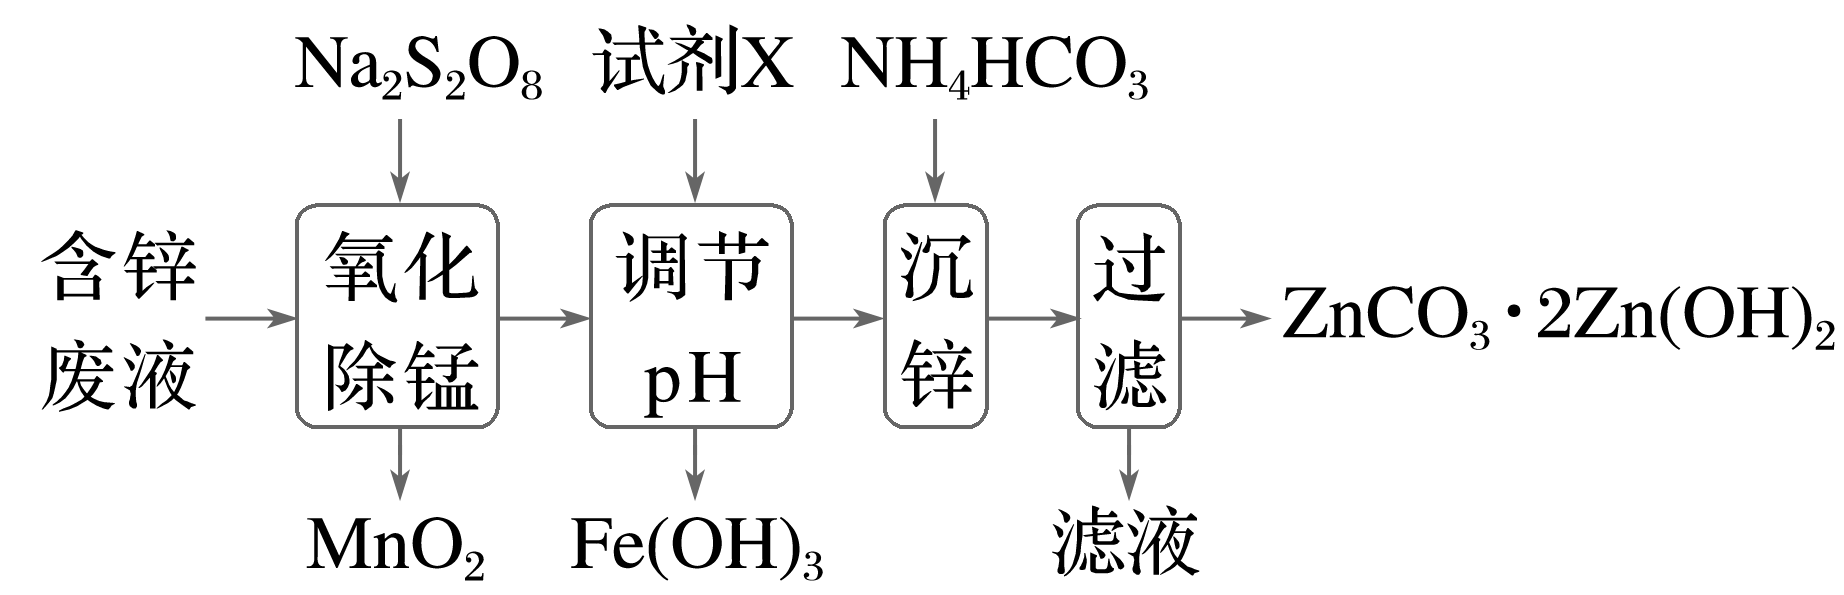 Na₂S₂O₈ 试剂X NH₄HCO₃
含锌
废液
氧化
除锰
调节
pH
沉
锌
过
滤
ZnCO₃·2Zn(OH)₂
MnO₂ Fe(OH)₃ 滤液